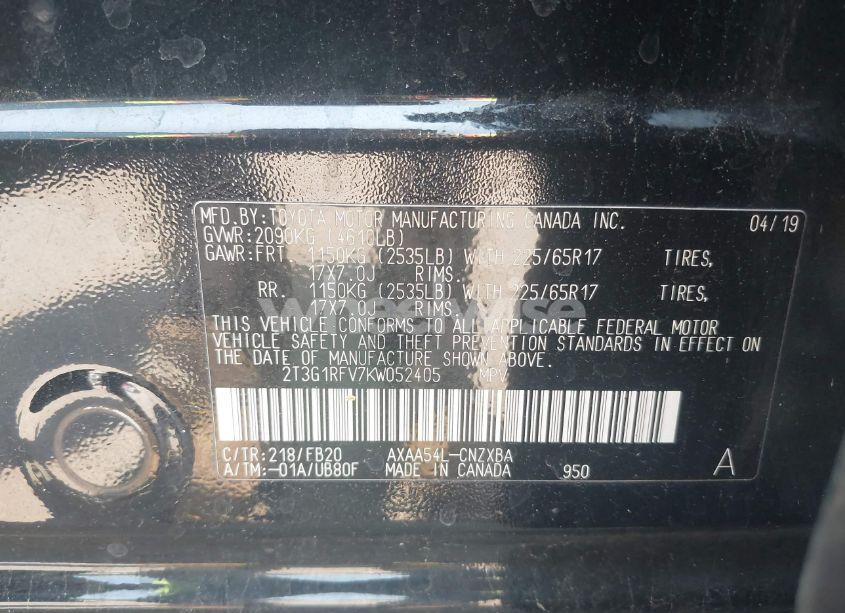 MFD.BY:TOYOTA MOTOR MANUFACTURING CANADA INC. 04/19
GVWR:2090KG (4610LB)
GAWR:FRT 1150KG (2535LB) WITH 225/65R17 TIRES,
17X7.0J RIMS.
RR. 1150KG (2535LB) WITH 225/65R17 TIRES,
17X7.0J RIMS.
THIS VEHICLE CONFORMS TO ALL APPLICABLE FEDERAL MOTOR
VEHICLE SAFETY AND THEFT PREVENTION STANDARDS IN EFFECT ON
THE DATE OF MANUFACTURE SHOWN ABOVE.
2T3G1RFV7KW052405 MPV
C/TR:218/FB20 AXAA54L-CNZXBA
A/TM:-01A/UB80F MADE IN CANADA 950 A